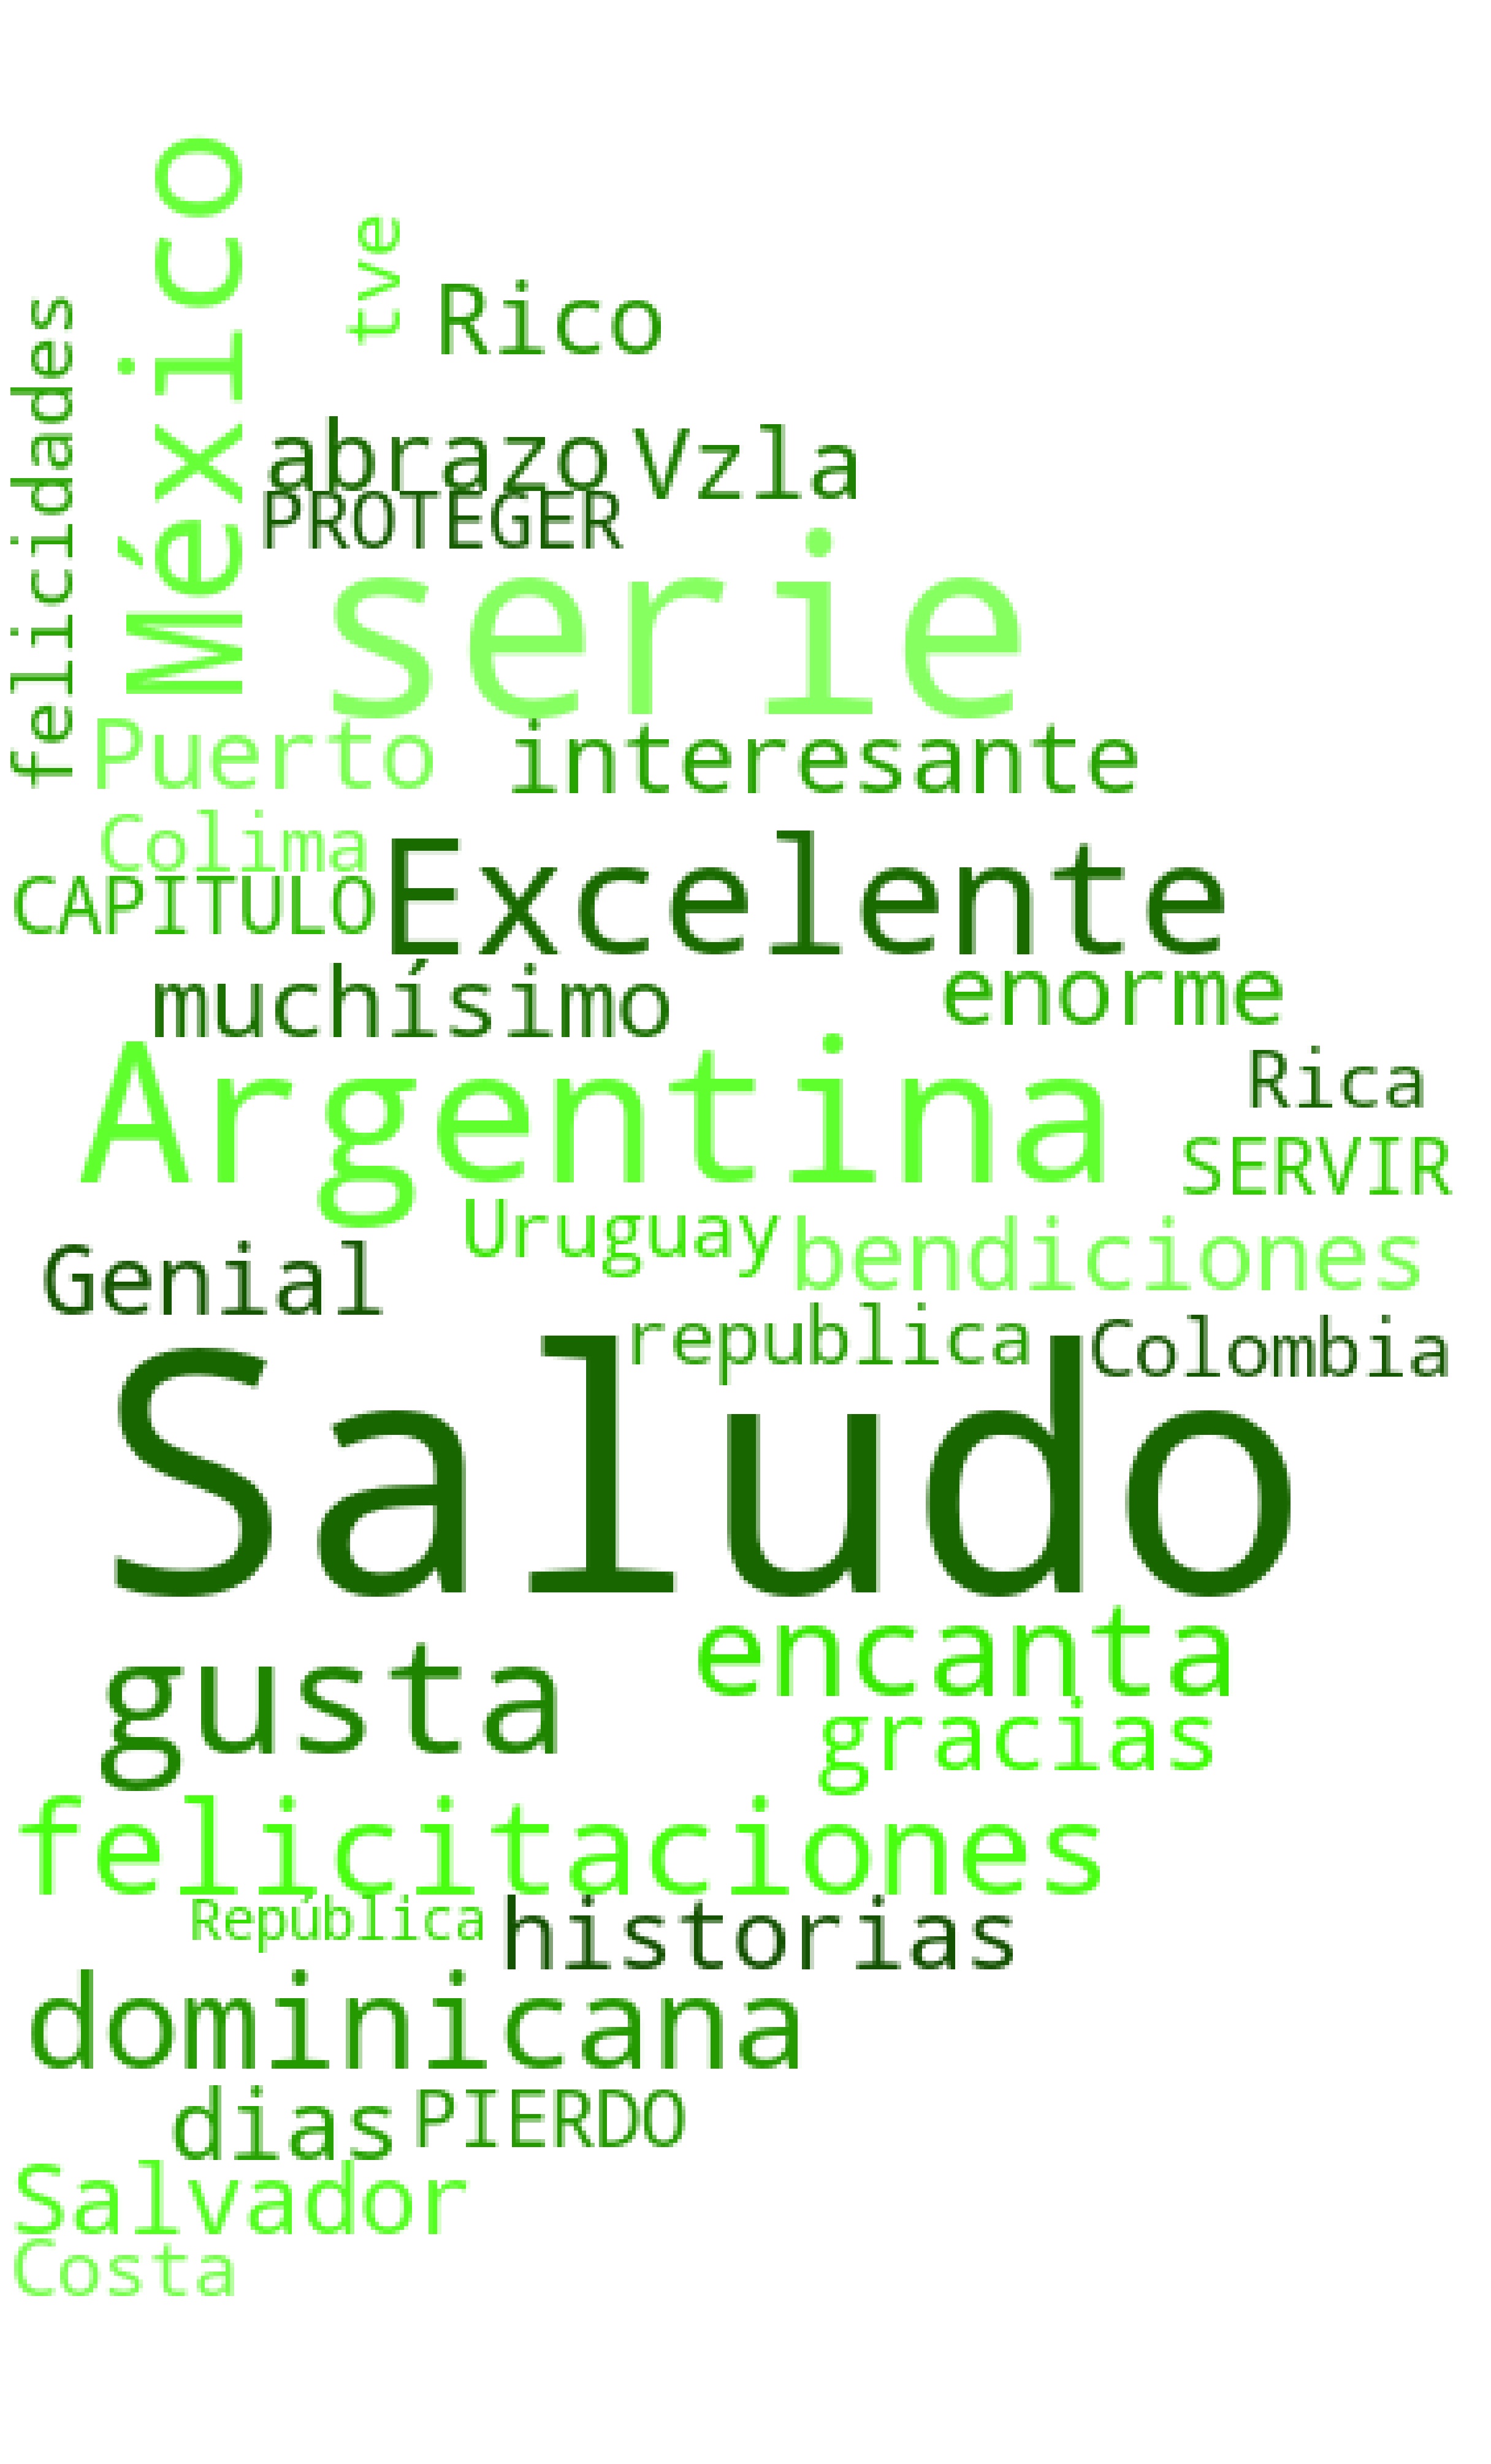 México
tve
felicidades
Rico
abrazo Vzla
PROTEGER
serie
Puerto interesante
Colima
CAPITULO Excelente
muchísimo enorme
Argentina Rica
SERVIR
Uruguay bendiciones
Genial
republica Colombia
Saludo
encanta
gusta
gracias
felicitaciones
República historias
dominicana
dias PIERDO
Salvador
Costa